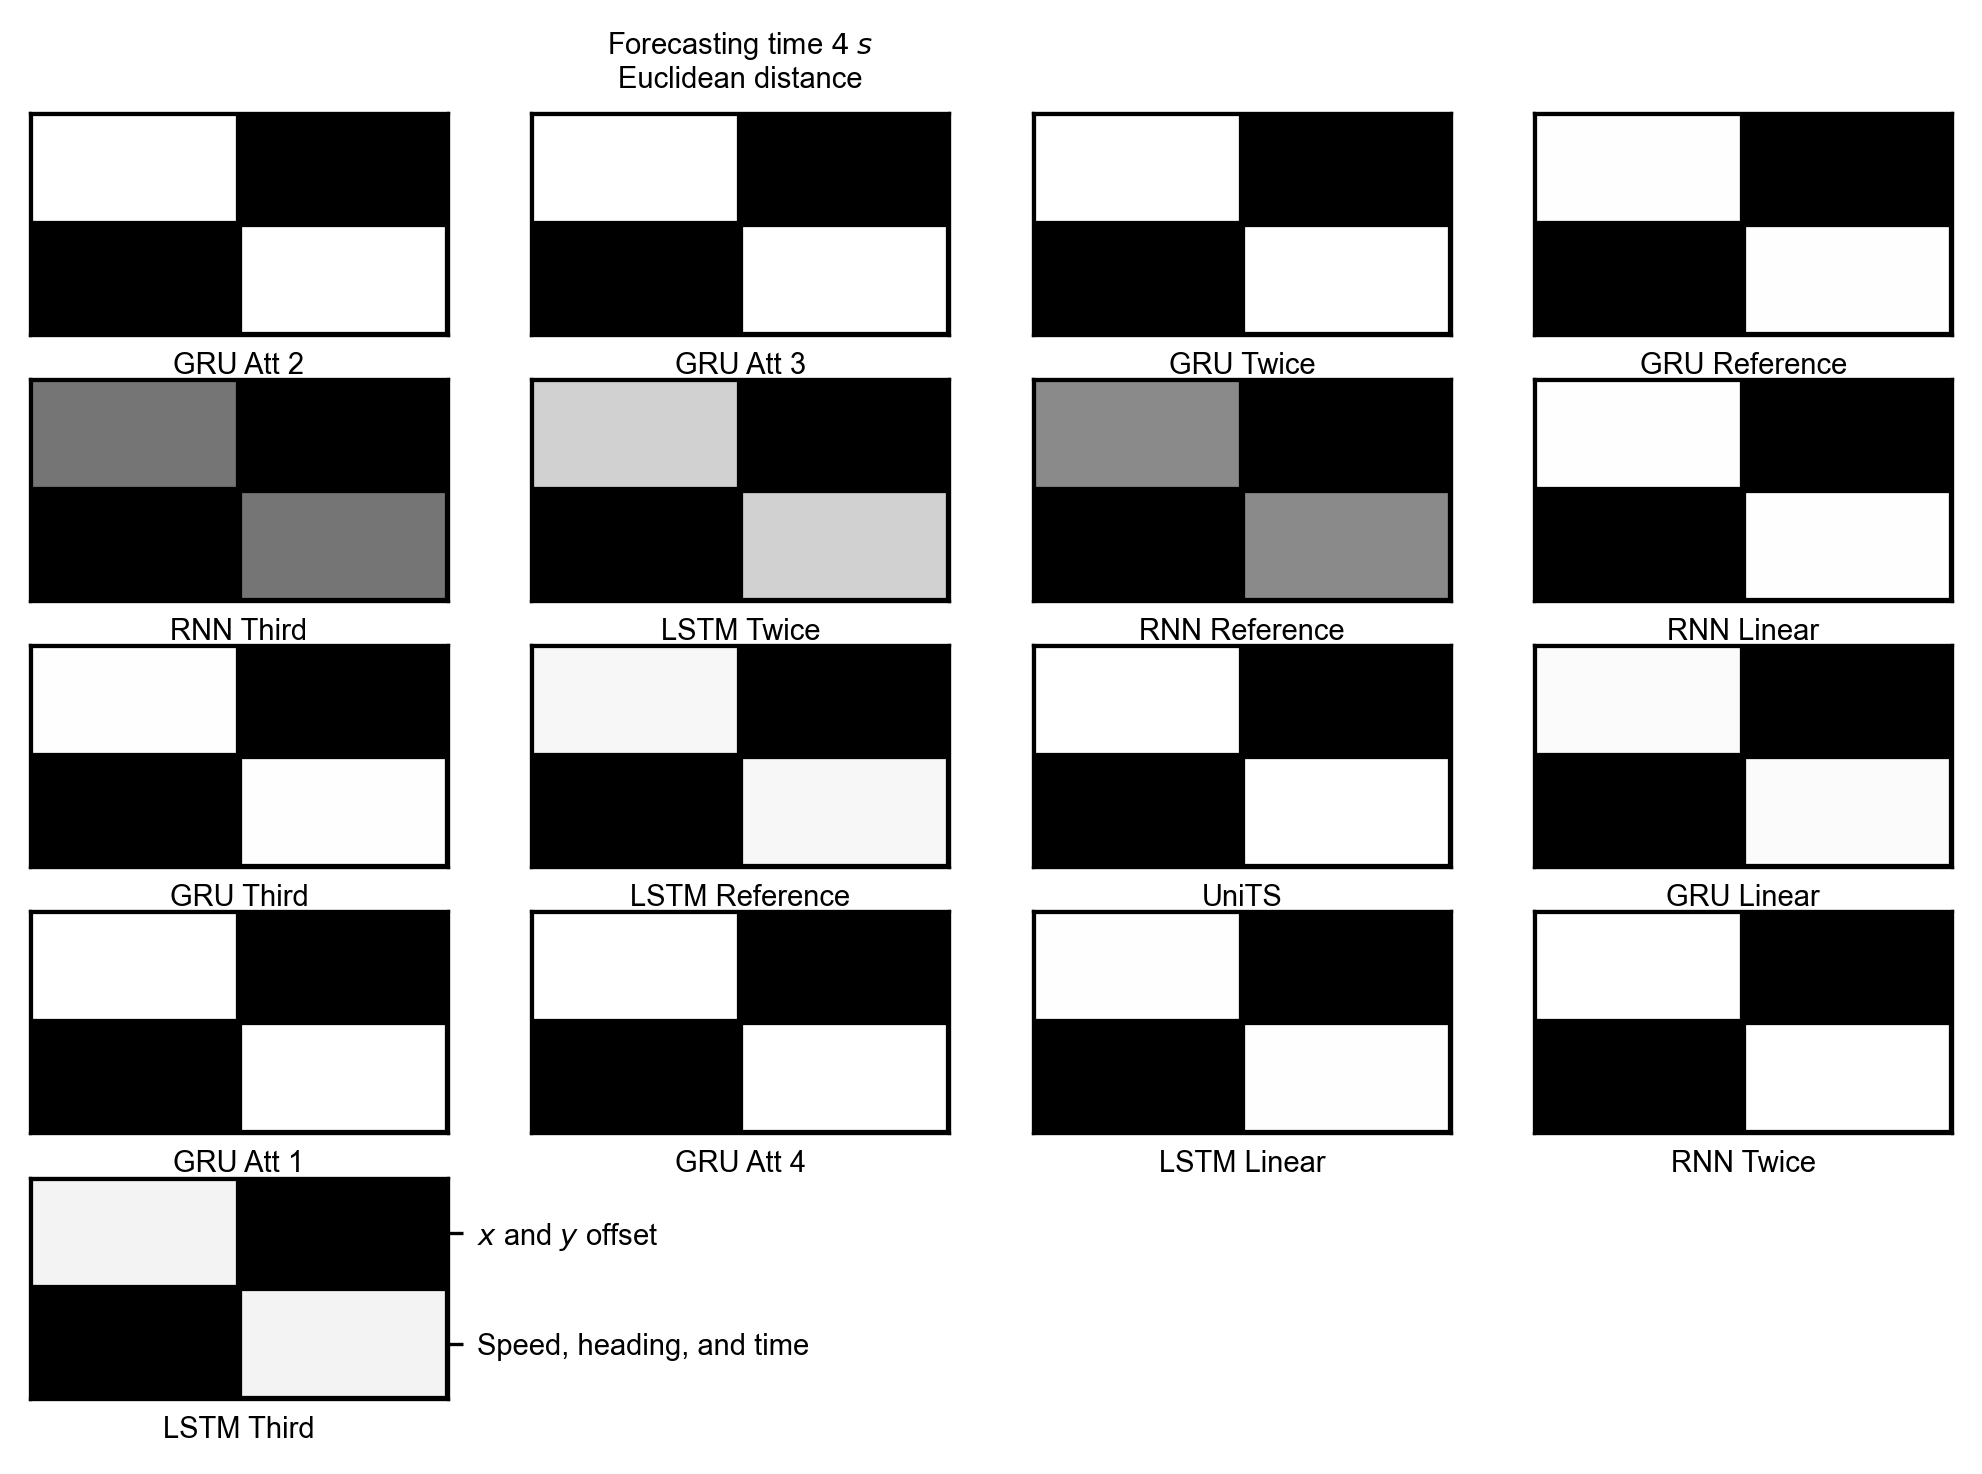 Forecasting time 4 s
Euclidean distance
GRU Att 2
GRU Att 3
GRU Twice
GRU Reference
RNN Third
LSTM Twice
RNN Reference
RNN Linear
GRU Third
LSTM Reference
UniTS
GRU Linear
GRU Att 1
GRU Att 4
LSTM Linear
RNN Twice
x and y offset
Speed, heading, and time
LSTM Third